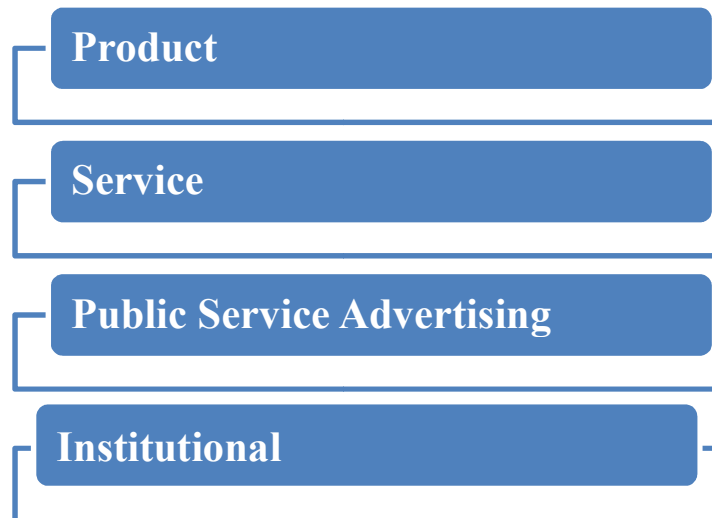 Product
Service
Public Service Advertising
Institutional